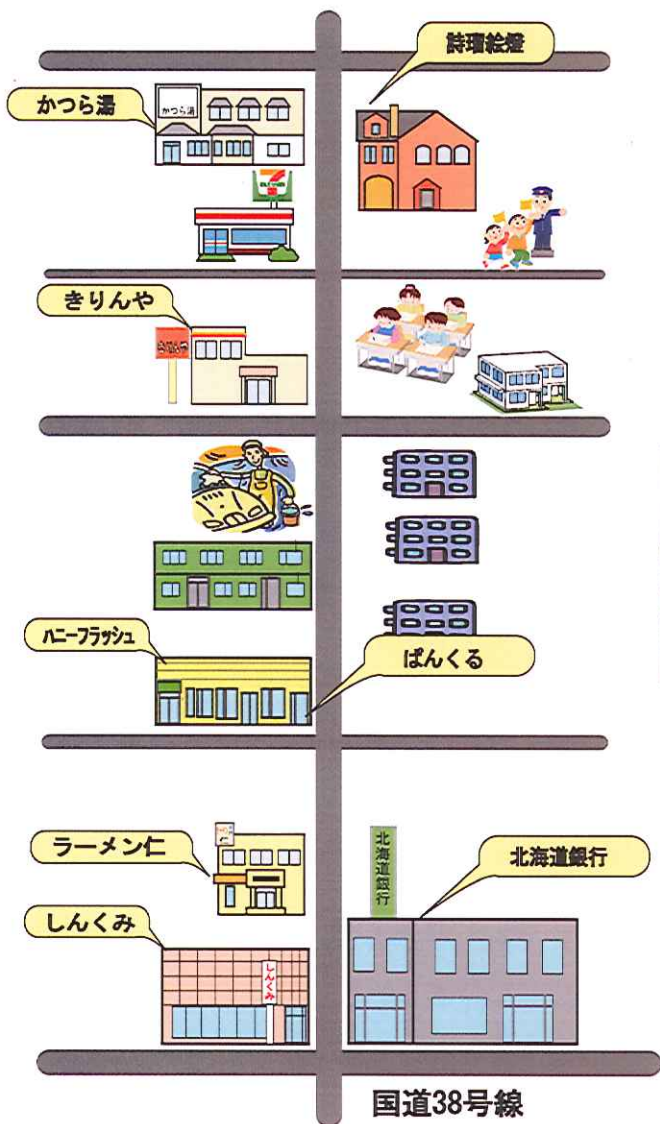 詩瑠絵燈
かつら湯
かつら湯
きりんや
ハニーフラッシュ
ぱんくる
ラーメン仁
北海道銀行
北海道銀行
しんくみ
しんくみ
国道38号線